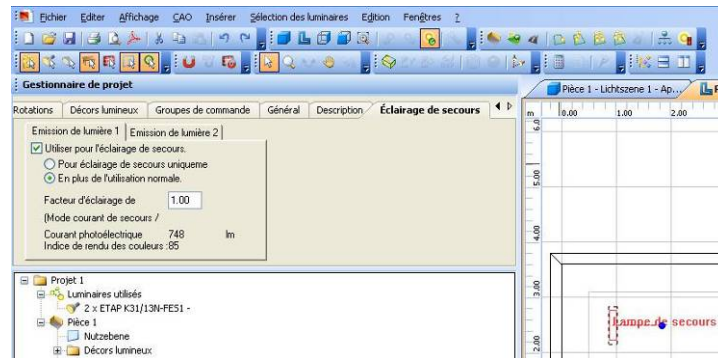 Fichier Editer Affichage CAO Insérer Sélection des luminaires Edition Fenêtres ?
Gestionnaire de projet
Pièce 1 - Lichtszene 1 - Ap...
Rotations Décors lumineux Groupes de commande Général Description Éclairage de secours
m 0.00 1.00 2.00
Emission de lumière 1 Emission de lumière 2
Utiliser pour l'éclairage de secours.
Pour éclairage de secours uniqueme
En plus de l'utilisation normale.
Facteur d'éclairage de 1.00
(Mode courant de secours /
Courant photoélectrique 748 lm
Indice de rendu des couleurs :85
6.0
5.00
4.00
3.00
2.00
Projet 1
Luminaires utilisés
2 x ETAP K31/13N-FES1 -
Pièce 1
Nutzebene
Décors lumineux
Lampe de secours